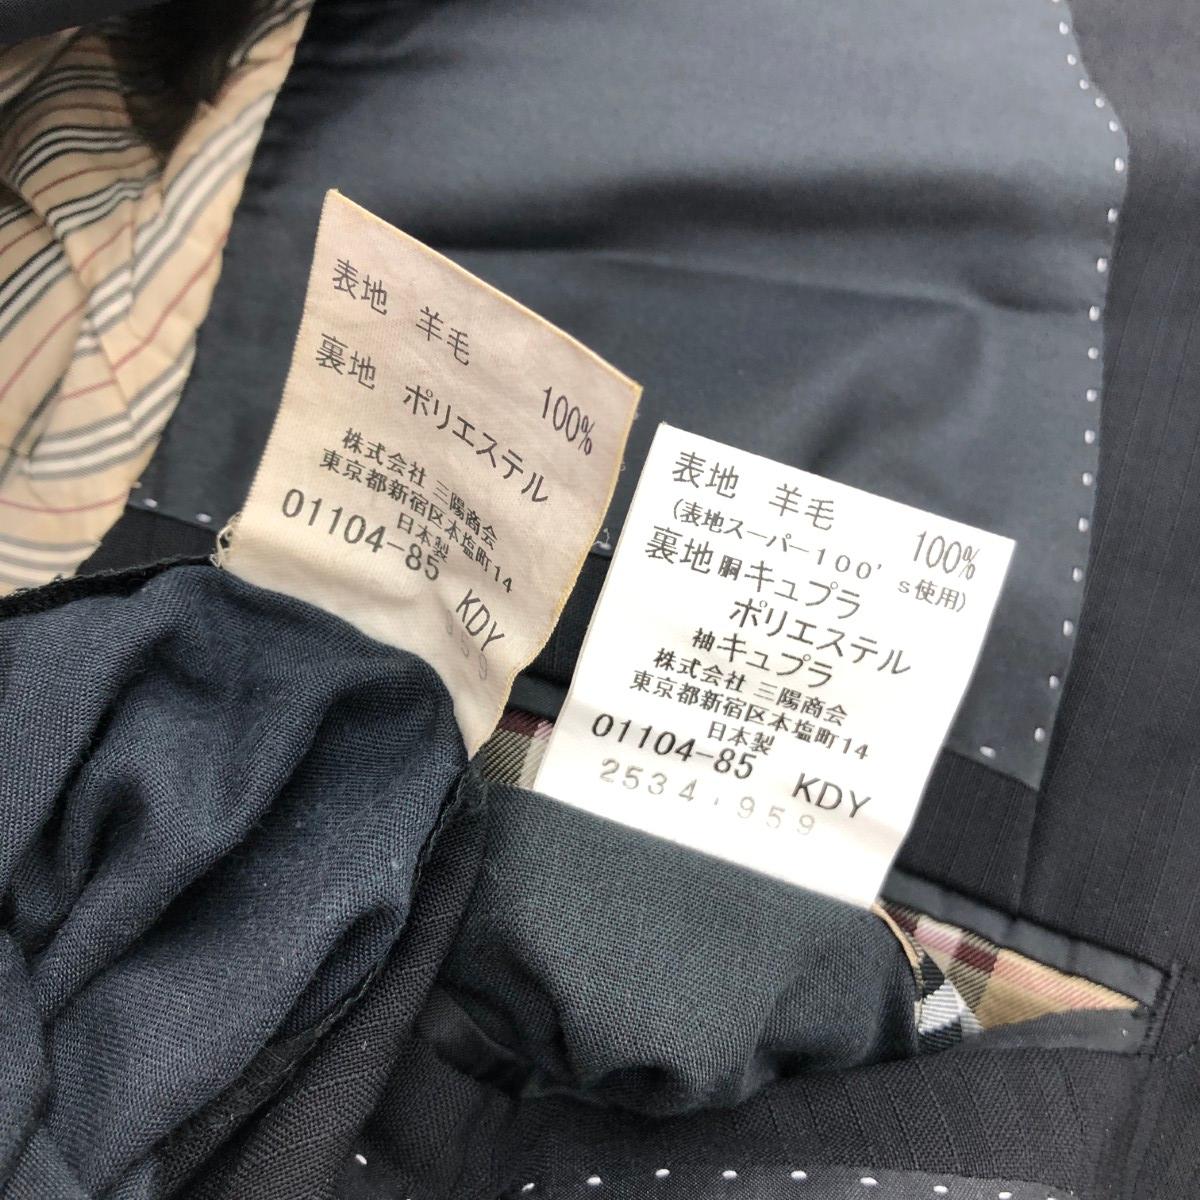 表地 羊毛 100%
裏地 ポリエステル
株式会社 三陽商会
東京都新宿区本塩町14
日本製
01104-85 KDY
959
表地 羊毛 100%
(表地スーパー100's使用)
裏地 胴キュプラ
ポリエステル
袖キュプラ
株式会社 三陽商会
東京都新宿区本塩町14
日本製
01104-85 KDY
2534.959